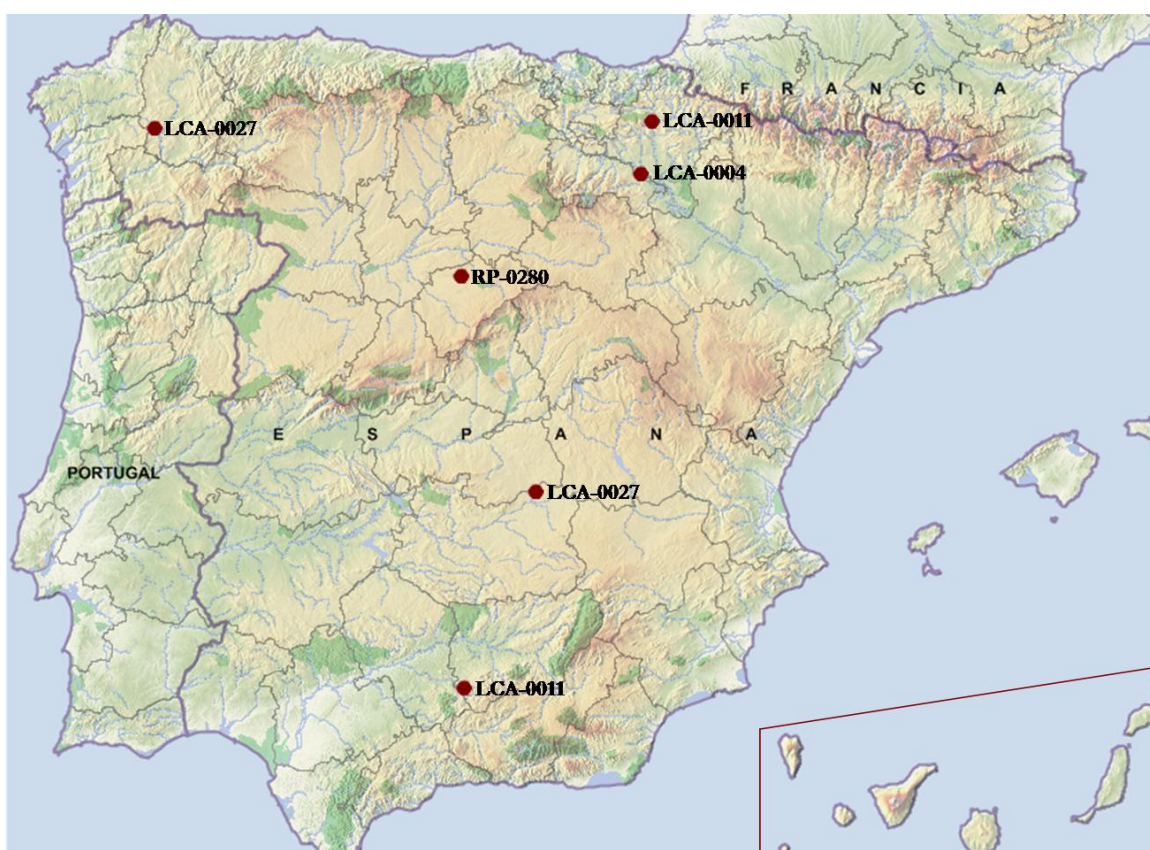 F R A N C I A
LCA-0027
LCA-0011
LCA-0004
RP-0280
E S P A N A
PORTUGAL
LCA-0027
LCA-0011